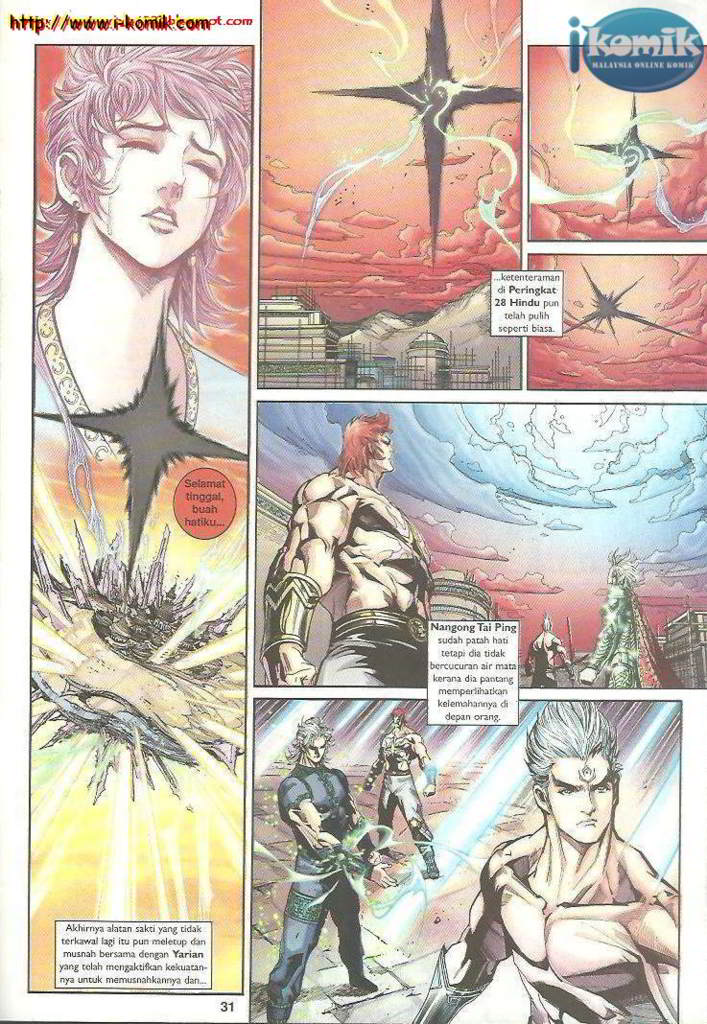 http://www.i-komik.com
iKomik
MALAYSIA ONLINE KOMIK
Selamat
tinggal,
buah
hatiku...
Akhirnya alatan sakti yang tidak
terkawal lagi itu pun meletup dan
musnah bersama dengan Yarian
yang telah mengaktifkan kekuatan-
nya untuk memusnahkannya dan...
...ketenteraman
di Peringkat
28 Hindu pun
telah pulih
seperti biasa.
Nangong Tai Ping
sudah patah hati
tetapi dia tidak
bercucuran air mata
kerana dia pantang
memperlihatkan
kelemahannya di
depan orang.
31